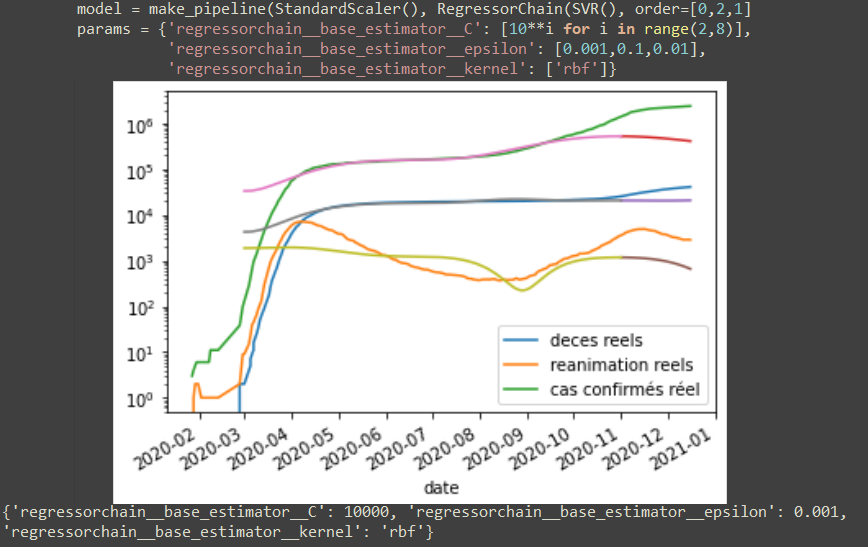 model = make_pipeline(StandardScaler(), RegressorChain(SVR(), order=[0,2,1]
params = {'regressorchain__base_estimator__C': [10**i for i in range(2,8)],
'regressorchain__base_estimator__epsilon': [0.001,0.1,0.01],
'regressorchain__base_estimator__kernel': ['rbf']}
10⁶
10⁵
10⁴
10³
10²
10¹
10⁰
deces reels
reanimation reels
cas confirmés réel
2020-02 2020-03 2020-04 2020-05 2020-06 2020-07 2020-08 2020-09 2020-10 2020-11 2020-12 2021-01
date
{'regressorchain__base_estimator__C': 10000, 'regressorchain__base_estimator__epsilon': 0.001,
'regressorchain__base_estimator__kernel': 'rbf'}